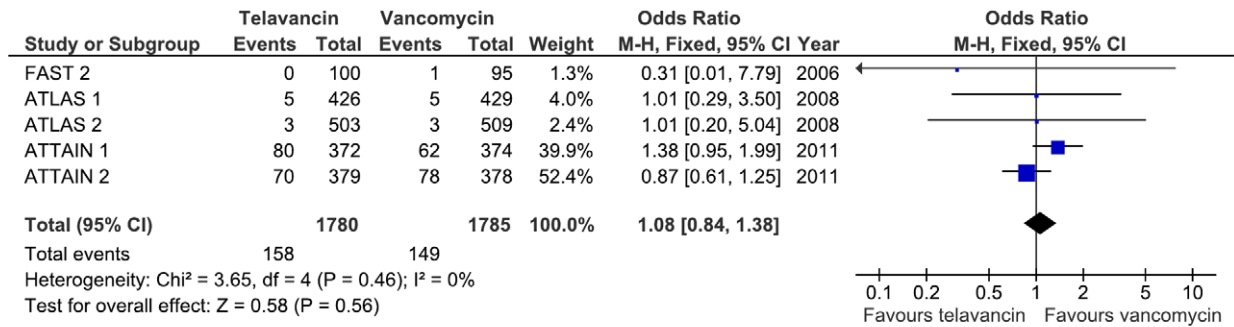 Telavancin Vancomycin Odds Ratio Odds Ratio
Study or Subgroup Events Total Events Total Weight M-H, Fixed, 95% CI Year M-H, Fixed, 95% CI
FAST 2 0 100 1 95 1.3% 0.31 [0.01, 7.79] 2006
ATLAS 1 5 426 5 429 4.0% 1.01 [0.29, 3.50] 2008
ATLAS 2 3 503 3 509 2.4% 1.01 [0.20, 5.04] 2008
ATTAIN 1 80 372 62 374 39.9% 1.38 [0.95, 1.99] 2011
ATTAIN 2 70 379 78 378 52.4% 0.87 [0.61, 1.25] 2011
Total (95% CI) 1780 1785 100.0% 1.08 [0.84, 1.38]
Total events 158 149
Heterogeneity: Chi² = 3.65, df = 4 (P = 0.46); I² = 0%
Test for overall effect: Z = 0.58 (P = 0.56)
0.1 0.2 0.5 1 2 5 10
Favours telavancin Favours vancomycin